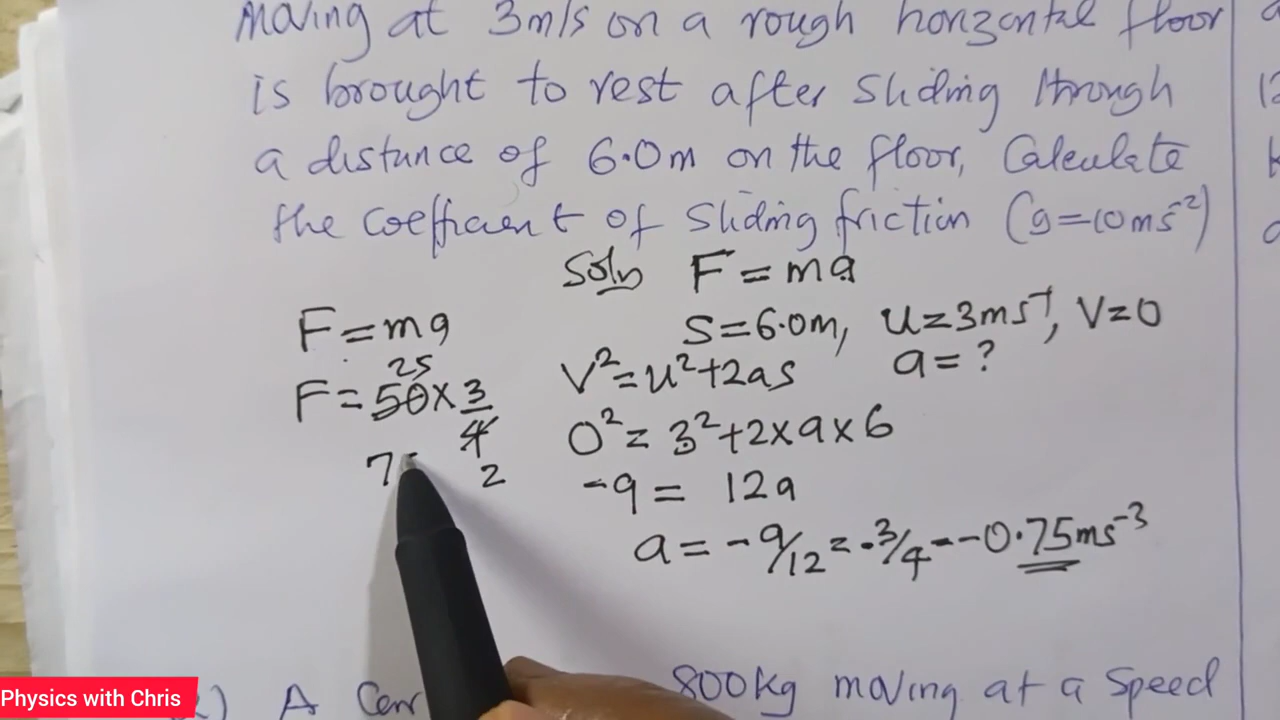 Moving at 3m/s on a rough horizontal floor
is brought to rest after sliding through
a distance of 6.0m on the floor, Calculate
the coefficient of sliding friction (g=10ms⁻²)
Soln F = ma
F = ma
S = 6.0m, u = 3ms⁻¹, V = 0
a = ?
25
F = 50 × 3/4
2
7
V² = u² + 2as
0² = 3² + 2 × a × 6
-9 = 12a
a = -9/12 = -3/4 = -0.75ms⁻³
A 800kg moving at a speed
Physics with Chris